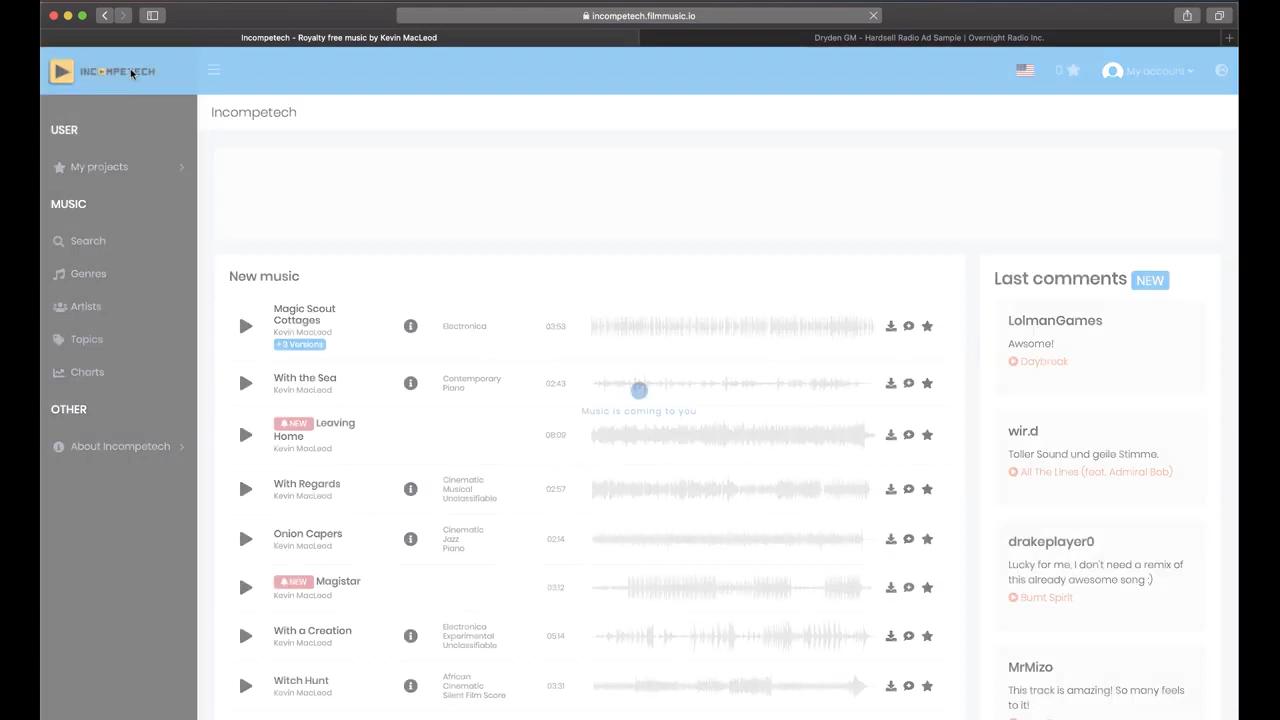 incompetech.filmmusic.io
Incompetech - Royalty free music by Kevin MacLeod
Dryden GM - Hardsell Radio Ad Sample | Overnight Radio Inc.
INCOMPETECH
0
My account
Incompetech
USER
My projects
MUSIC
Search
Genres
Artists
Topics
Charts
OTHER
About Incompetech
New music
Magic Scout
Cottages
Kevin MacLeod
+3 Versions
Electronica
03:53
With the Sea
Kevin MacLeod
Contemporary
Piano
02:43
Music is coming to you
NEW Leaving
Home
Kevin MacLeod
08:09
With Regards
Kevin MacLeod
Cinematic
Musical
Unclassifiable
02:57
Onion Capers
Kevin MacLeod
Cinematic
Jazz
Piano
02:14
NEW Magistar
Kevin MacLeod
03:12
With a Creation
Kevin MacLeod
Electronica
Experimental
Unclassifiable
05:14
Witch Hunt
Kevin MacLeod
African
Cinematic
Silent Film Score
03:31
Last comments NEW
LolmanGames
Awsome!
Daybreak
wir.d
Toller Sound und geile Stimme.
All The Lines (feat. Admiral Bob)
drakeplayer0
Lucky for me, I don't need a remix of
this already awesome song ;)
Burnt Spirit
MrMizo
This track is amazing! So many feels
to it!